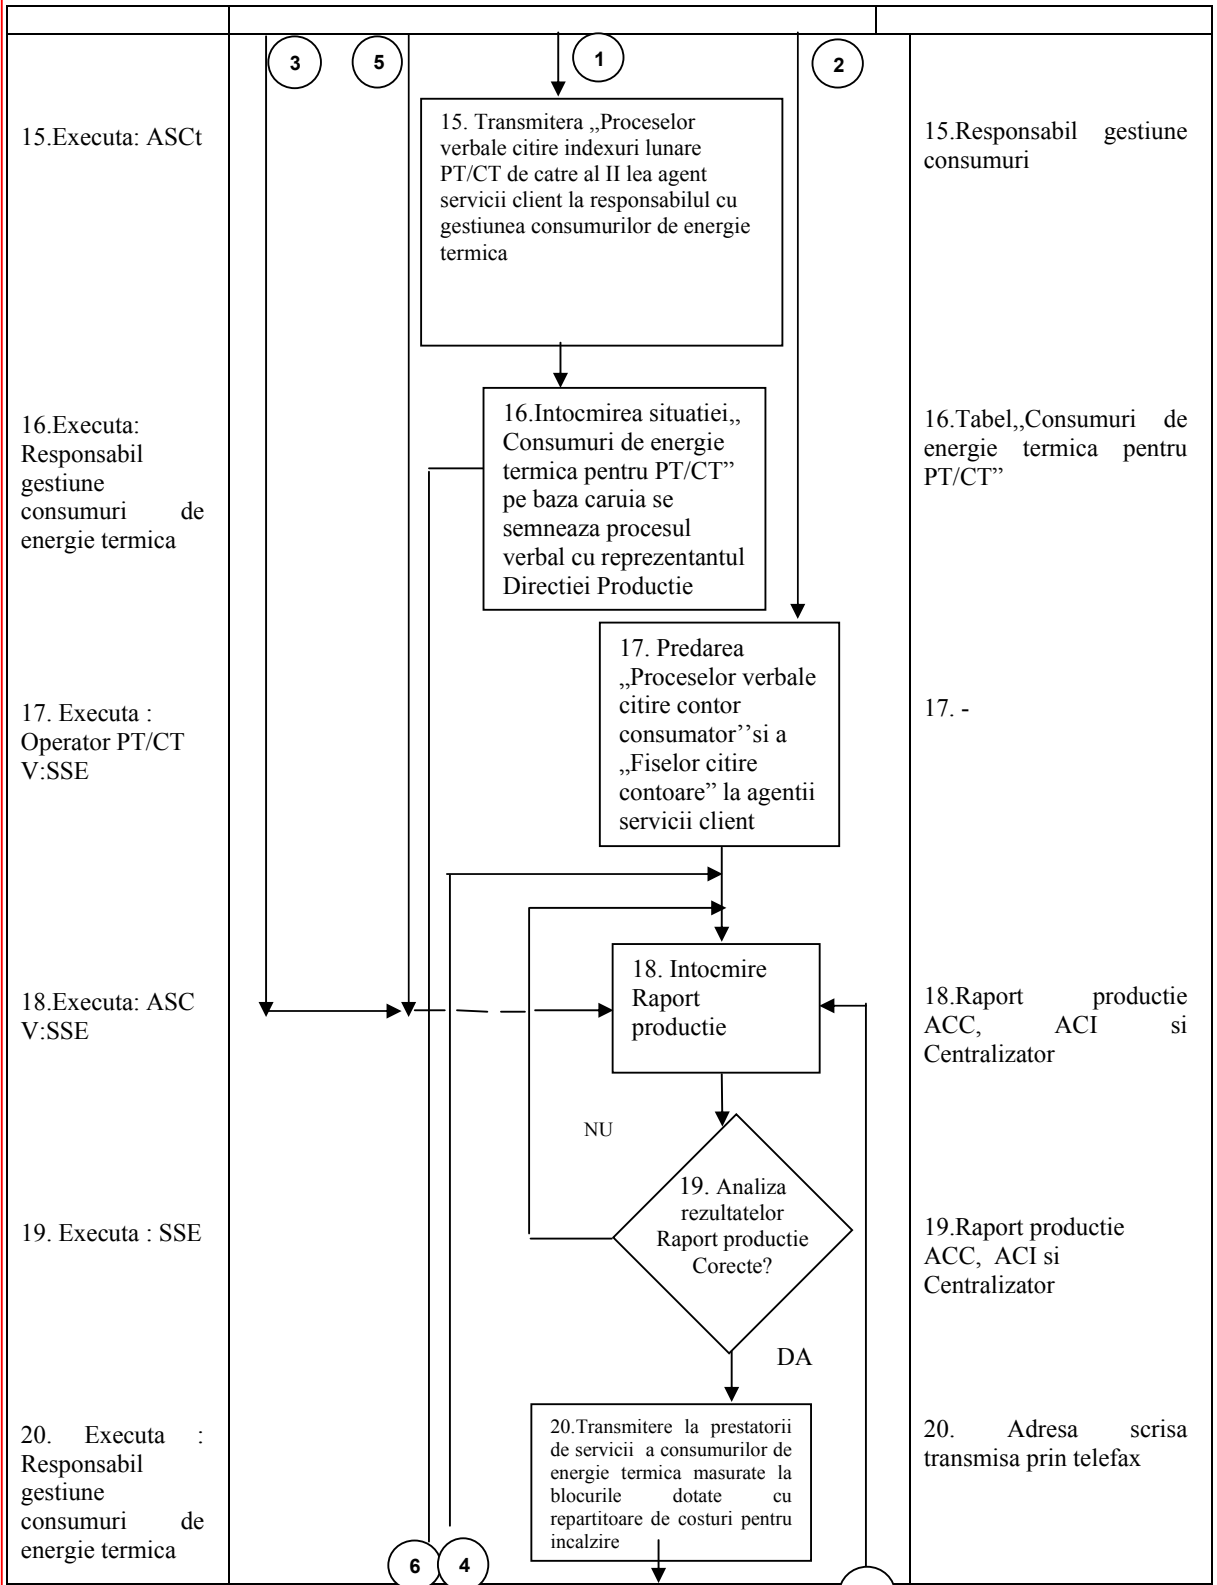 3
5
1
2
15.Executa: ASCt
15. Transmitera ,,Proceselor
verbale citire indexuri lunare
PT/CT de catre al II lea agent
servicii client la responsabilul cu
gestiunea consumurilor de energie
termica
15.Responsabil gestiune
consumuri
16.Executa:
Responsabil
gestiune
consumuri de
energie termica
16.Intocmirea situatiei,,
Consumuri de energie
termica pentru PT/CT”
pe baza caruia se
semneaza procesul
verbal cu reprezentantul
Directiei Productie
16.Tabel,,Consumuri de
energie termica pentru
PT/CT”
17. Executa :
Operator PT/CT
V:SSE
17. Predarea
,,Proceselor verbale
citire contor
consumator’’si a
,,Fiselor citire
contoare” la agentii
servicii client
17. -
18.Executa: ASC
V:SSE
18. Intocmire
Raport
productie
18.Raport productie
ACC, ACI si
Centralizator
NU
19. Executa : SSE
19. Analiza
rezultatelor
Raport productie
Corecte?
19.Raport productie
ACC, ACI si
Centralizator
DA
20. Executa :
Responsabil
gestiune
consumuri de
energie termica
20.Transmitere la prestatorii
de servicii a consumurilor de
energie termica masurate la
blocurile dotate cu
repartitoare de costuri pentru
incalzire
20. Adresa scrisa
transmisa prin telefax
6
4